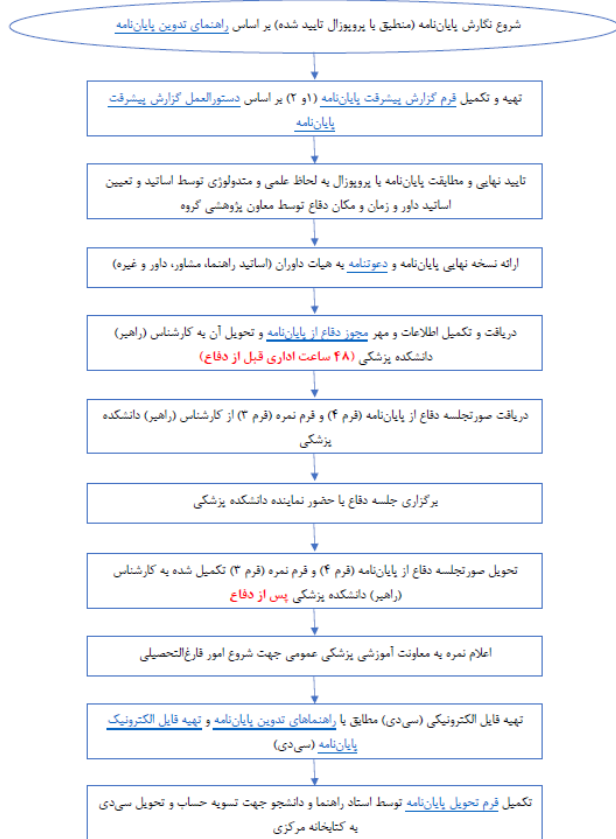 شروع نگارش پایان‌نامه (منطبق با پروپوزال تایید شده) بر اساس راهنمای تدوین پایان‌نامه
تهیه و تکمیل فرم گزارش پیشرفت پایان‌نامه (۱و ۲) بر اساس دستورالعمل گزارش پیشرفت
پایان‌نامه
تایید نهایی و مطابقت پایان‌نامه با پروپوزال به لحاظ علمی و متدولوژی توسط اساتید و تعیین
اساتید داور و زمان و مکان دفاع توسط معاون پژوهشی گروه
ارائه نسخه نهایی پایان‌نامه و دعوتنامه به هیات داوران (اساتید راهنما، مشاور، داور و غیره)
دریافت و تکمیل اطلاعات و مهر مجوز دفاع از پایان‌نامه و تحویل آن به کارشناس (راهبر)
دانشکده پزشکی (۴۸ ساعت اداری قبل از دفاع)
دریافت صورتجلسه دفاع از پایان‌نامه (فرم ۴) و فرم نمره (فرم ۳) از کارشناس (راهبر) دانشکده
پزشکی
برگزاری جلسه دفاع با حضور نماینده دانشکده پزشکی
تحویل صورتجلسه دفاع از پایان‌نامه (فرم ۴) و فرم نمره (فرم ۳) تکمیل شده به کارشناس
(راهبر) دانشکده پزشکی پس از دفاع
اعلام نمره به معاونت آموزشی پزشکی عمومی جهت شروع امور فارغ‌التحصیلی
تهیه فایل الکترونیکی (سی‌دی) مطابق با راهنماهای تدوین پایان‌نامه و تهیه فایل الکترونیک
پایان‌نامه (سی‌دی)
تکمیل فرم تحویل پایان‌نامه توسط استاد راهنما و دانشجو جهت تسویه حساب و تحویل سی‌دی
به کتابخانه مرکزی